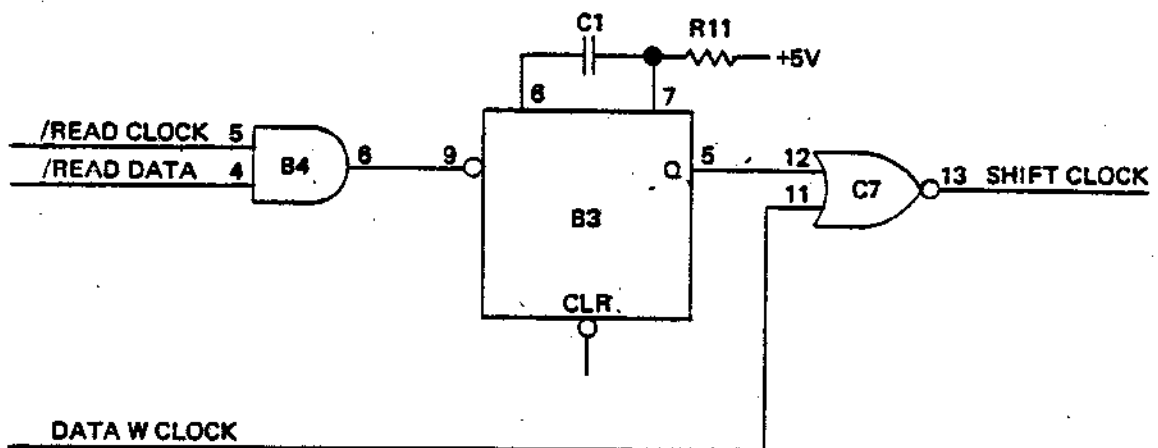 C1
R11
+5V
6 7
/READ CLOCK 5
/READ DATA 4
B4
6
9
Q
5
12
11
C7
13 SHIFT CLOCK
B3
CLR
DATA W CLOCK